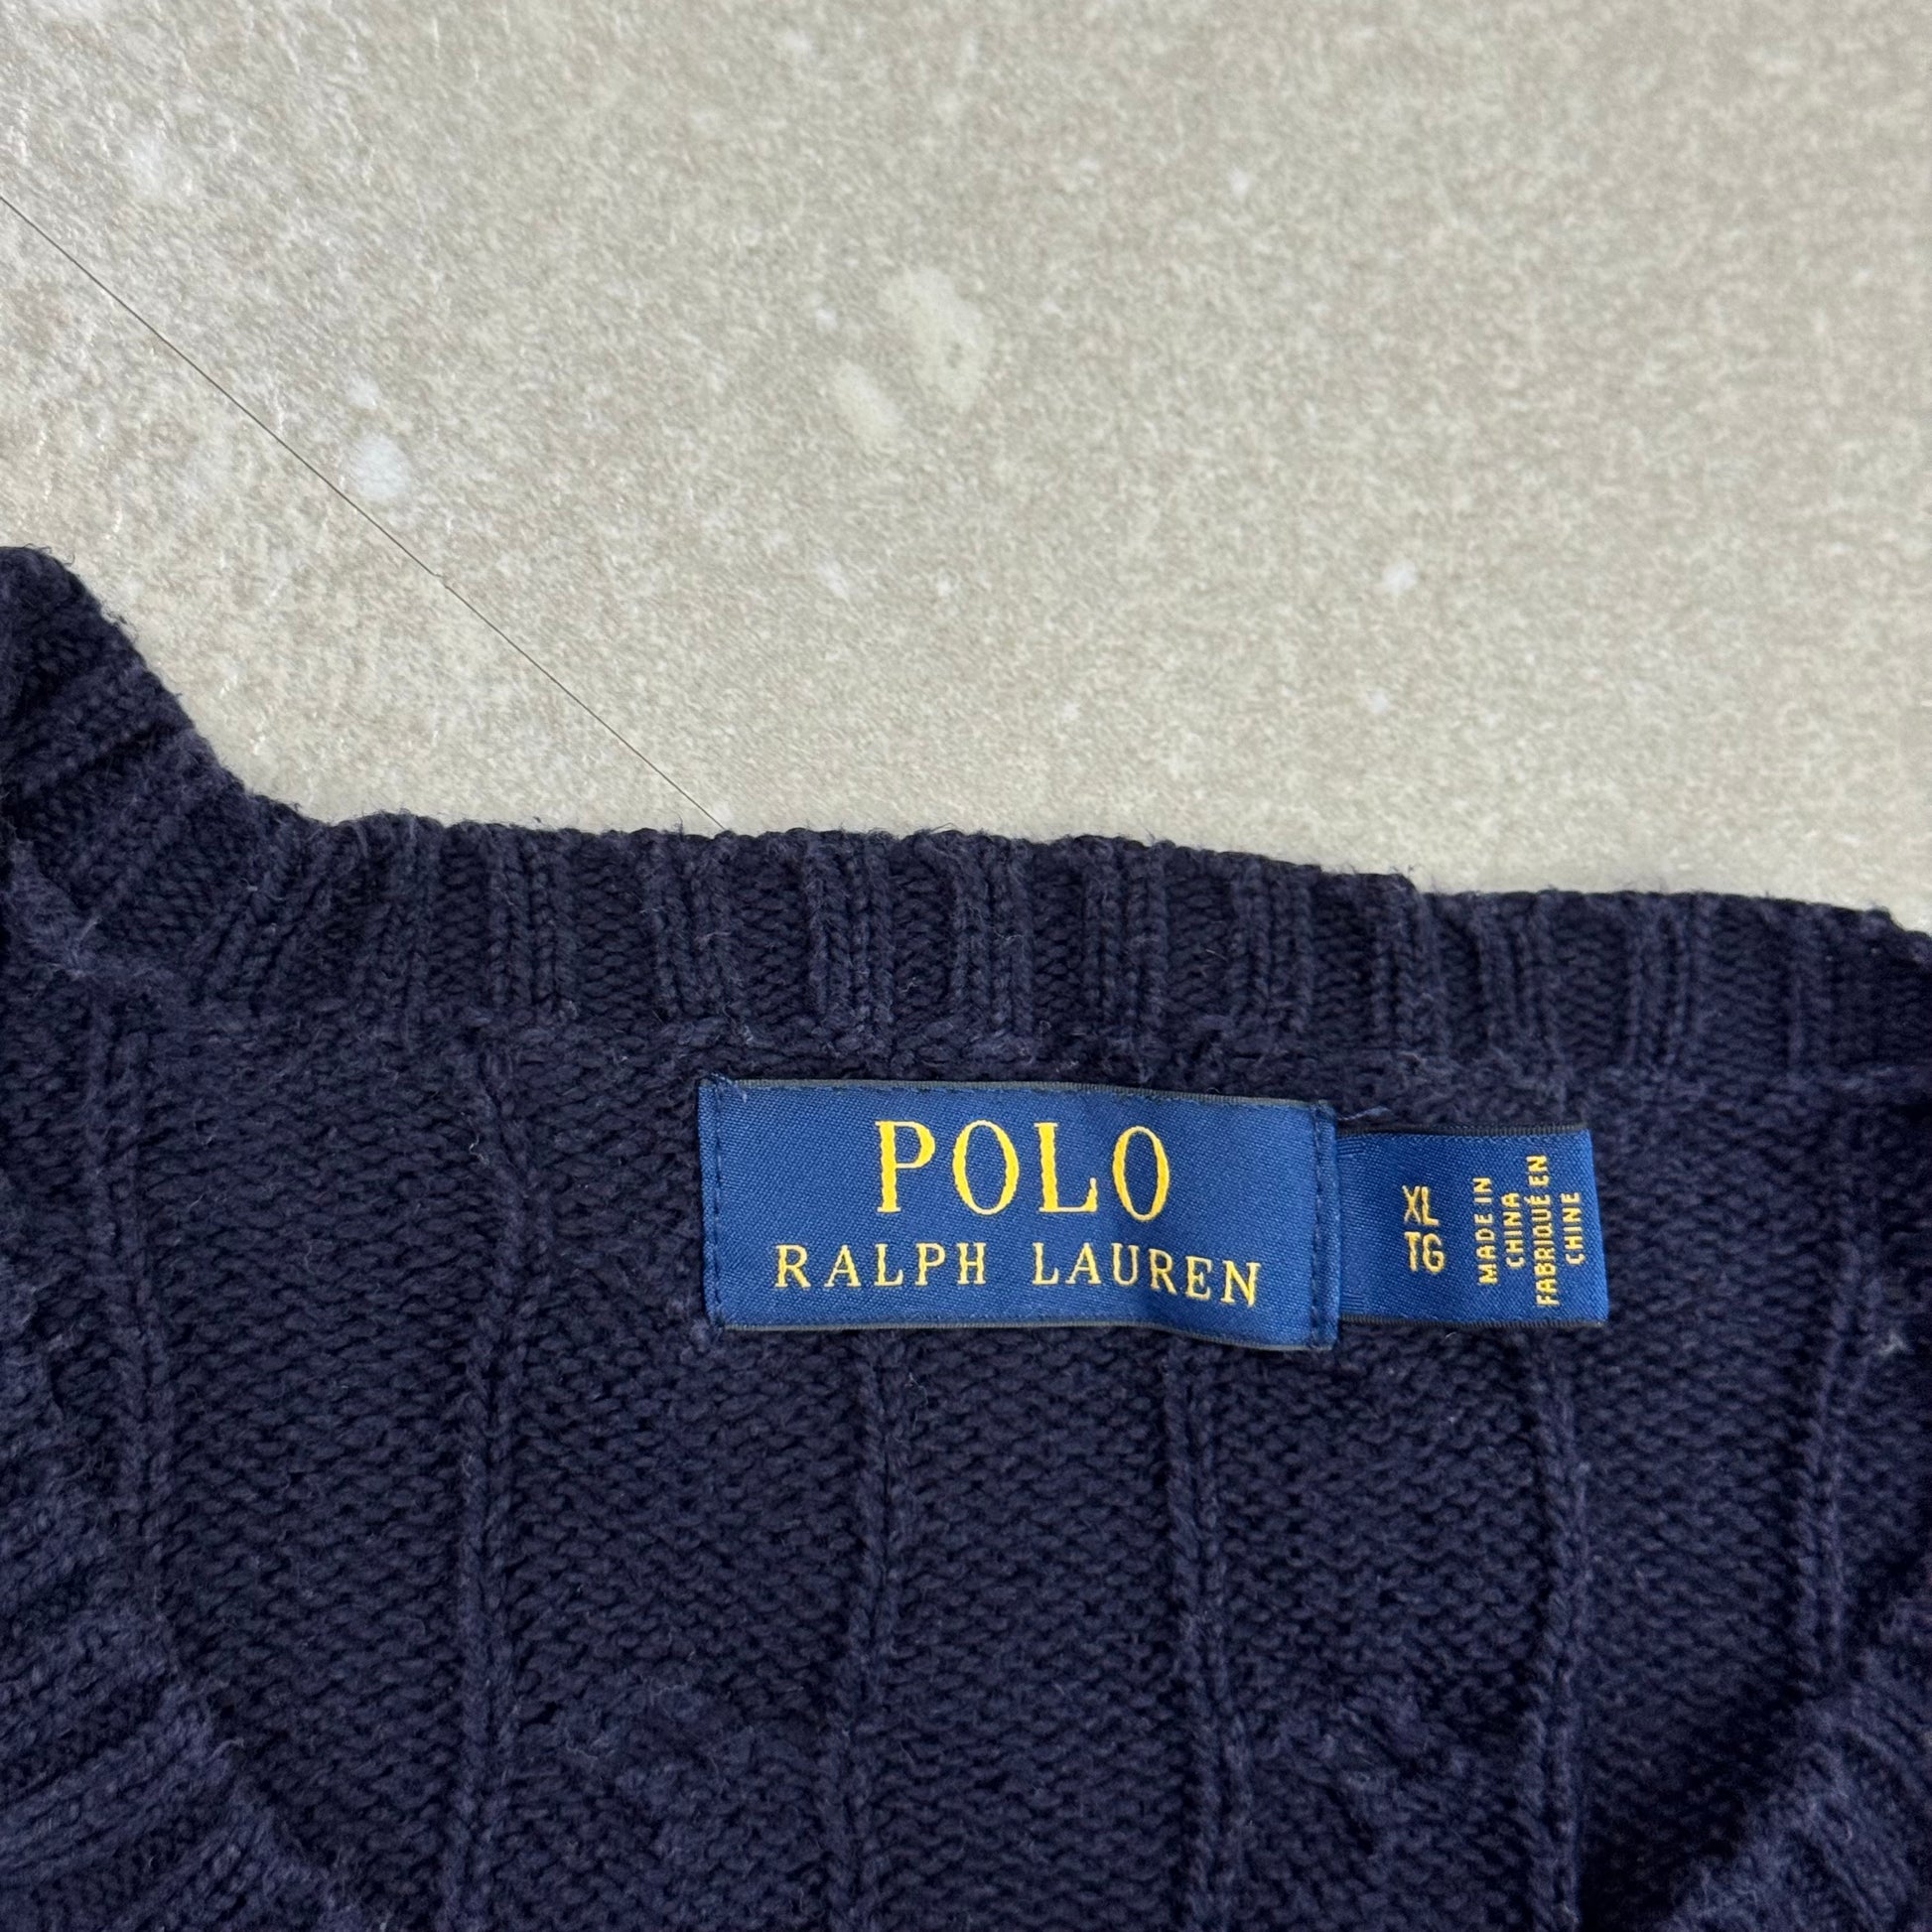 POLO
RALPH LAUREN
XL
TG
MADE IN
CHINA
FABRIQUÉ EN
CHINE